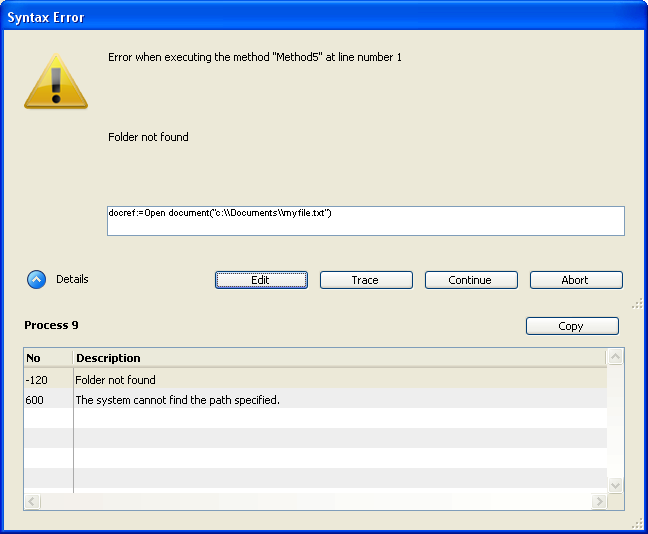 Syntax Error
Error when executing the method "Method5" at line number 1
Folder not found
docref:=Open document("c:\\Documents\\myfile.txt")
Details Edit Trace Continue Abort
Process 9 Copy
No Description
-120 Folder not found
600 The system cannot find the path specified.